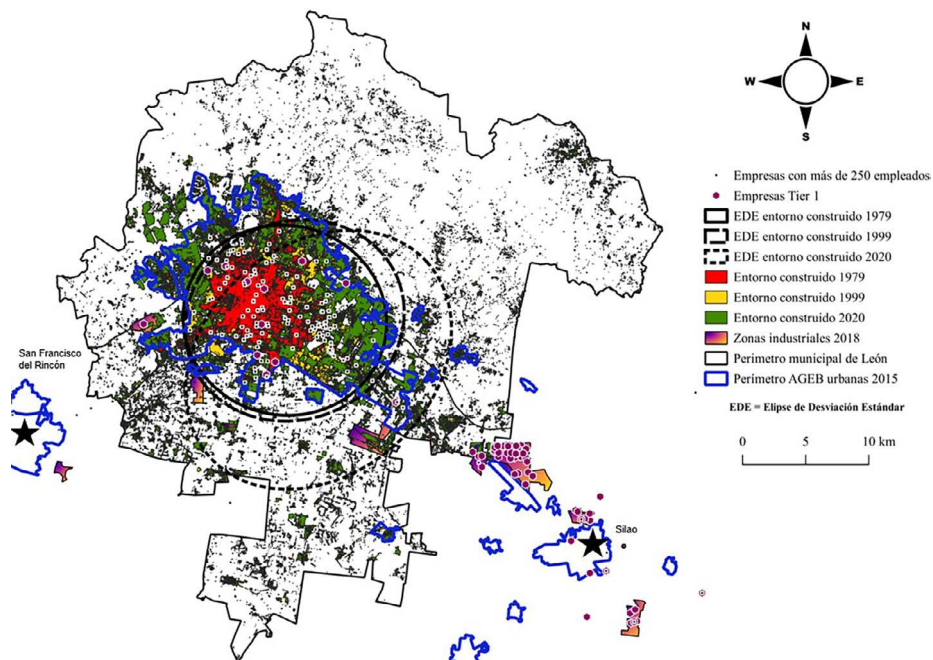 N
W E
S
Empresas con más de 250 empleados
Empresas Tier 1
EDE entorno construido 1979
EDE entorno construido 1999
EDE entorno construido 2020
Entorno construido 1979
Entorno construido 1999
Entorno construido 2020
Zonas industriales 2018
Perímetro municipal de León
Perímetro AGEB urbanas 2015
EDE = Elipse de Desviación Estándar
0 5 10 km
San Francisco
del Rincón
Silao